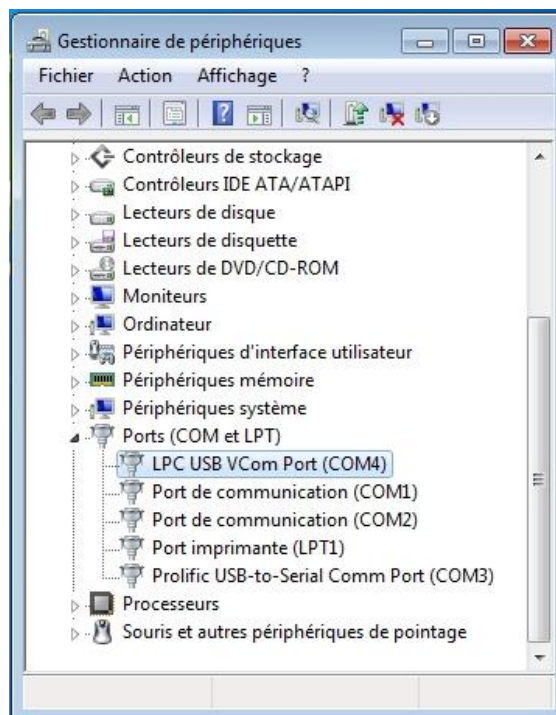 Gestionnaire de périphériques
Fichier Action Affichage ?
Contrôleurs de stockage
Contrôleurs IDE ATA/ATAPI
Lecteurs de disque
Lecteurs de disquette
Lecteurs de DVD/CD-ROM
Moniteurs
Ordinateur
Périphériques d'interface utilisateur
Périphériques mémoire
Périphériques système
Ports (COM et LPT)
LPC USB VCom Port (COM4)
Port de communication (COM1)
Port de communication (COM2)
Port imprimante (LPT1)
Prolific USB-to-Serial Comm Port (COM3)
Processeurs
Souris et autres périphériques de pointage